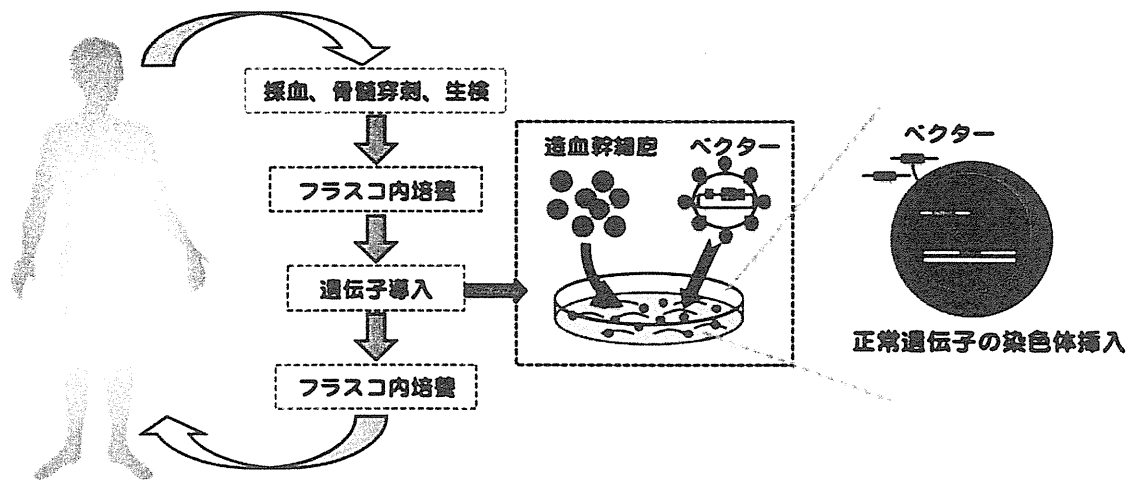 採血、骨髄穿刺、生検
フラスコ内培養
遺伝子導入
フラスコ内培養
造血幹細胞
ベクター
ベクター
正常遺伝子の染色体挿入